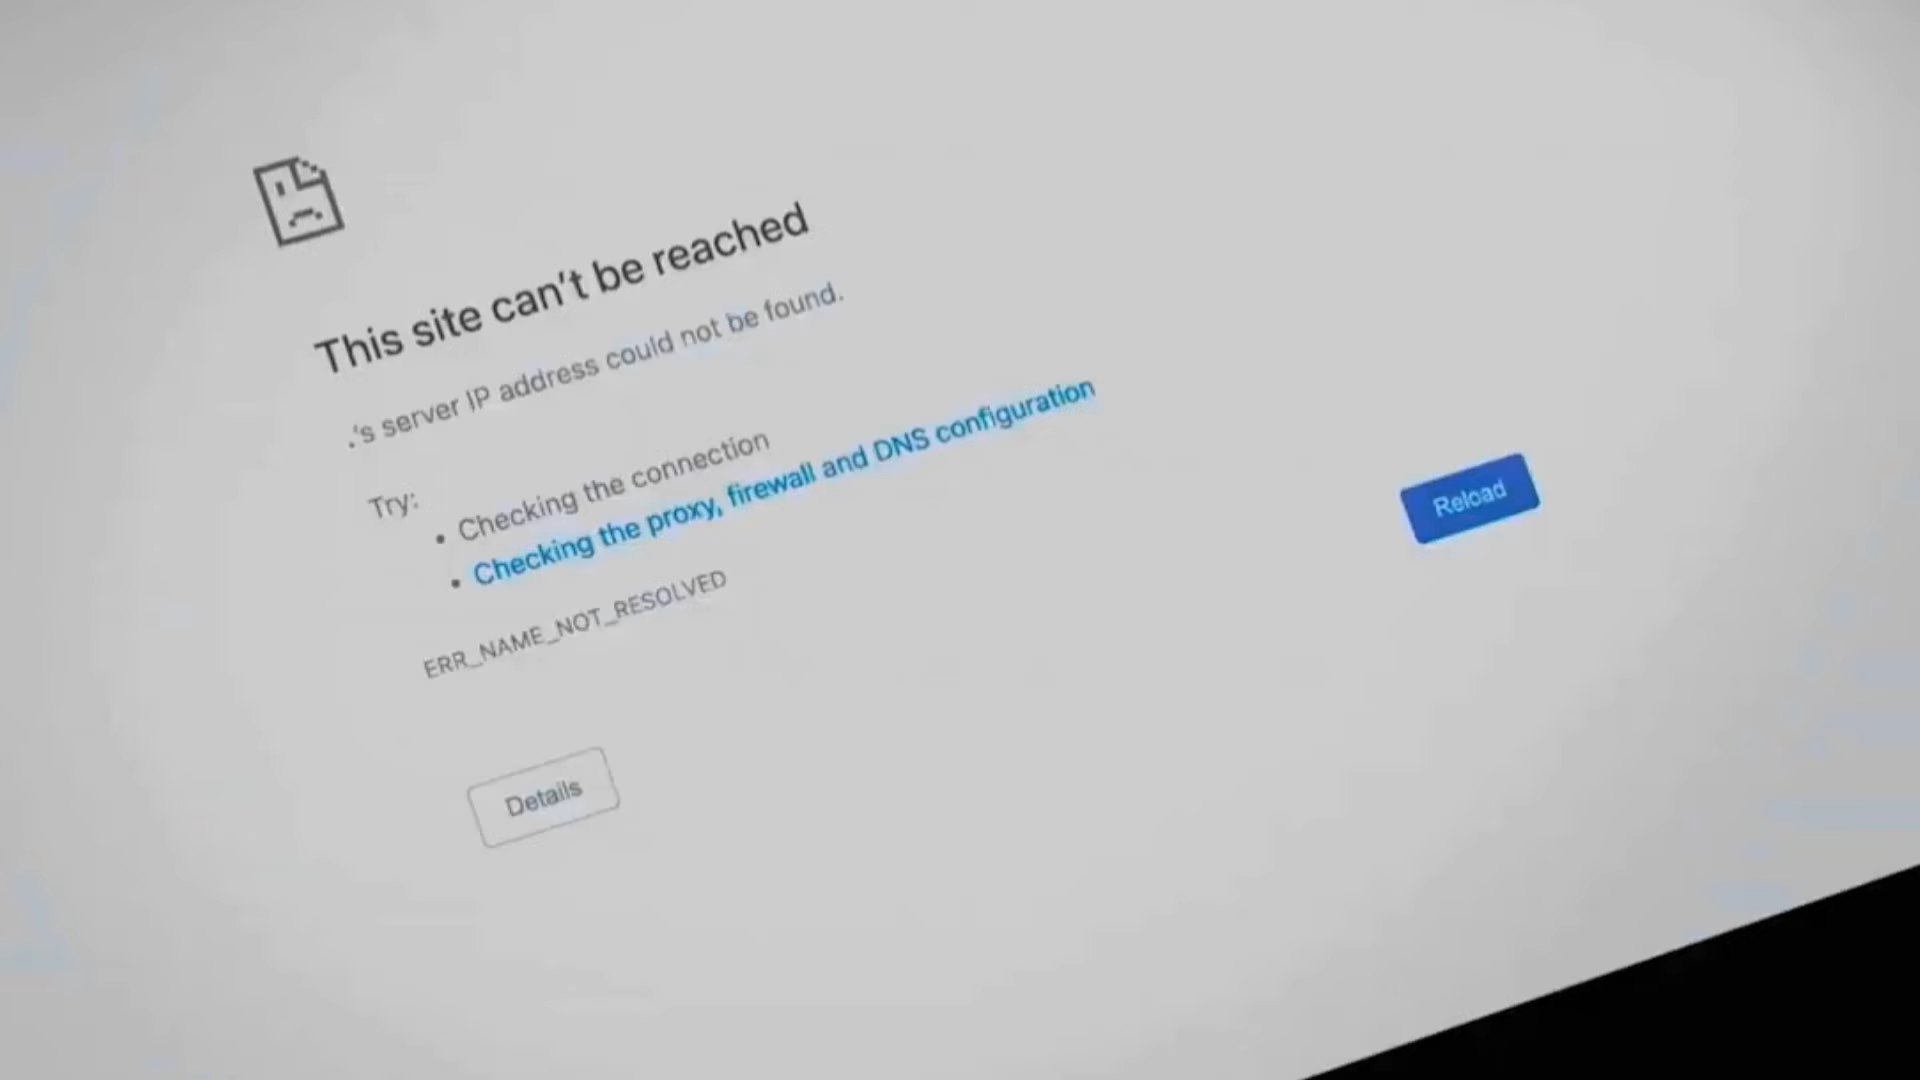 This site can't be reached
.'s server IP address could not be found.
Try:
• Checking the connection
• Checking the proxy, firewall and DNS configuration
ERR_NAME_NOT_RESOLVED
Reload
Details